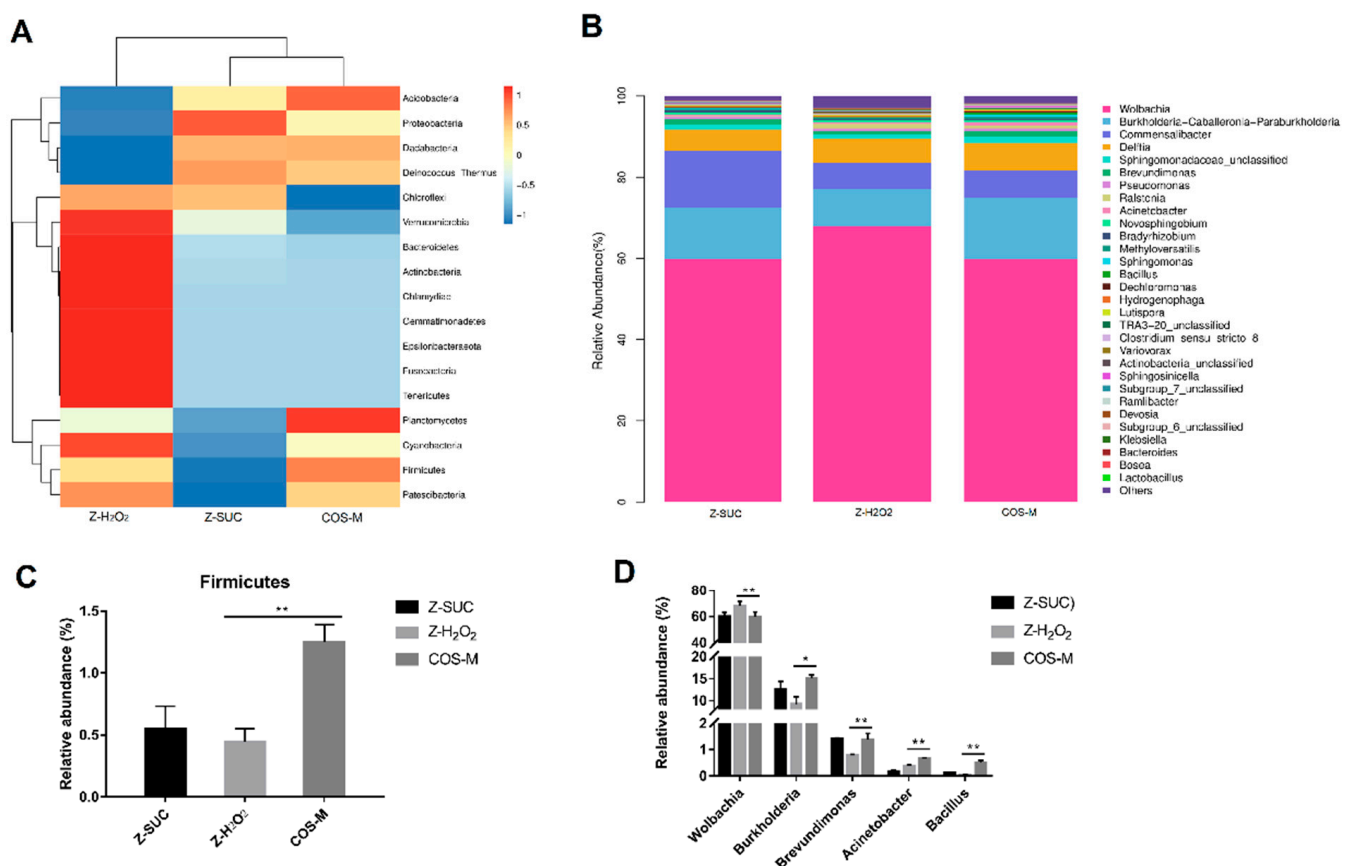 A
Acidobacteria
Proteobacteria
Dadabacteria
Deinococcus Thermus
Chloroflexi
Verrucomicrobia
Bacteroidetes
Actinobacteria
Chlamydiae
Gemmatimonadetes
Epsilonbacteraeota
Fusobacteria
Tenericutes
Planctomycetes
Cyanobacteria
Firmicutes
Patescibacteria
1
0.5
0
−0.5
−1
Z-H2O2
Z-SUC
COS-M
B
Relative Abundance(%)
100
80
60
40
20
0
Z-SUC
Z-H2O2
COS-M
Wolbachia
Burkholderia−Caballeronia−Paraburkholderia
Commensalibacter
Delftia
Sphingomonadaceae_unclassified
Brevundimonas
Pseudomonas
Ralstonia
Acinetobacter
Novosphingobium
Bradyrhizobium
Methyloversatilis
Sphingomonas
Bacillus
Dechloromonas
Hydrogenophaga
Lutispora
TRA3−20_unclassified
Clostridium_sensu_stricto_8
Variovorax
Actinobacteria_unclassified
Sphingosinicella
Subgroup_7_unclassified
Ramlibacter
Devosia
Subgroup_6_unclassified
Klebsiella
Bacteroides
Bosea
Lactobacillus
Others
C
Firmicutes
Relative abundance (%)
1.5
1.0
0.5
0.0
**
Z-SUC
Z-H2O2
COS-M
Z-SUC
Z-H2O2
COS-M
D
Relative abundance (%)
80
60
40
20
15
10
2
1
0
**
*
**
**
**
Wolbachia
Burkholderia
Brevundimonas
Acinetobacter
Bacillus
Z-SUC)
Z-H2O2
COS-M